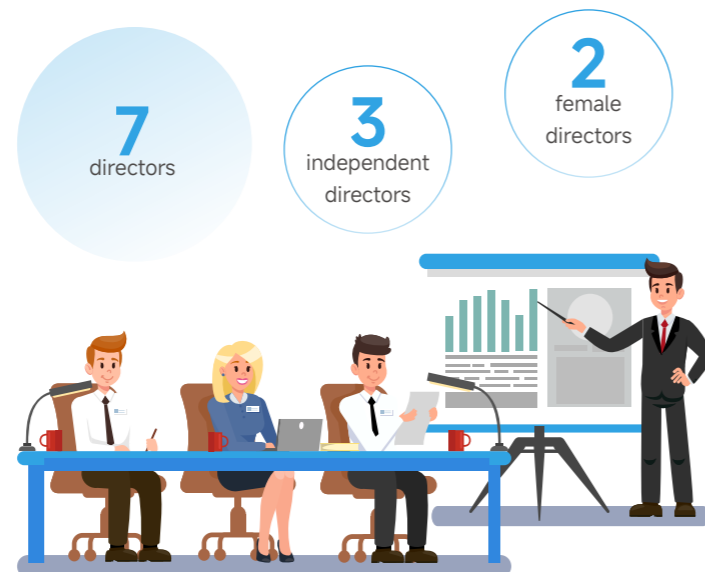 7
directors
3
independent
directors
2
female
directors